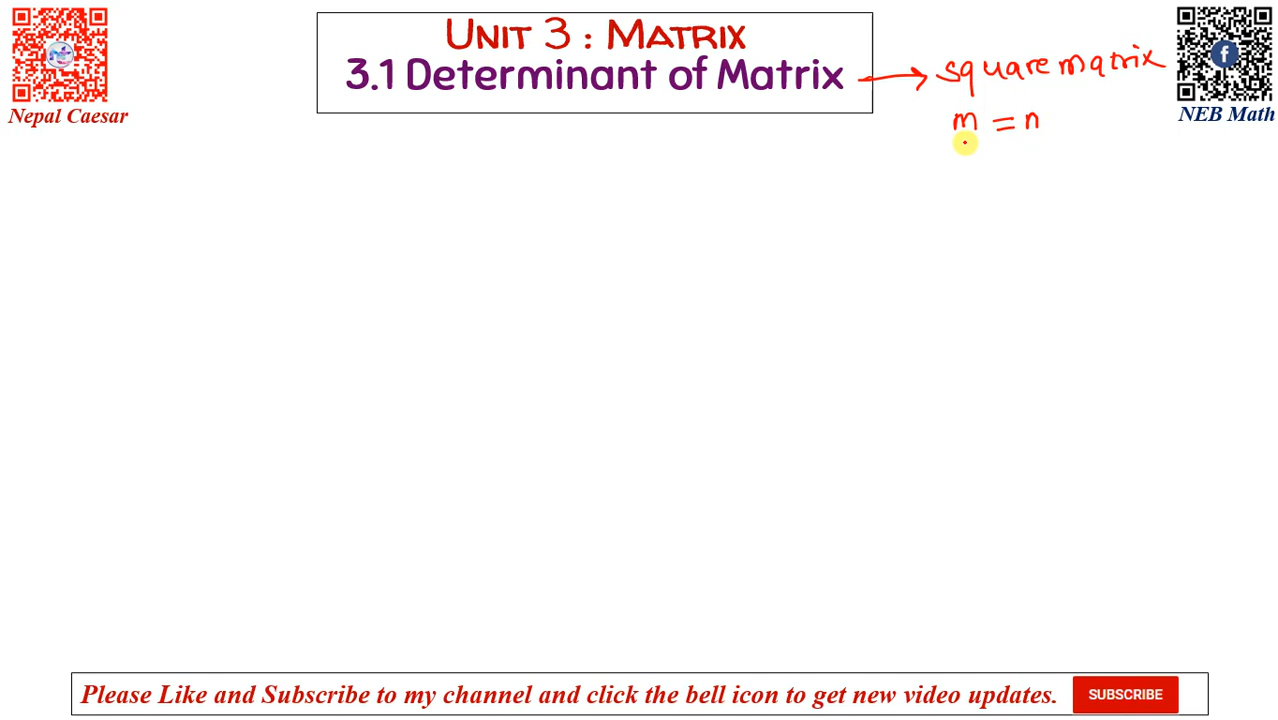 UNIT 3 : MATRIX
3.1 Determinant of Matrix
square matrix
m = n
Nepal Caesar
NEB Math
Please Like and Subscribe to my channel and click the bell icon to get new video updates.
SUBSCRIBE